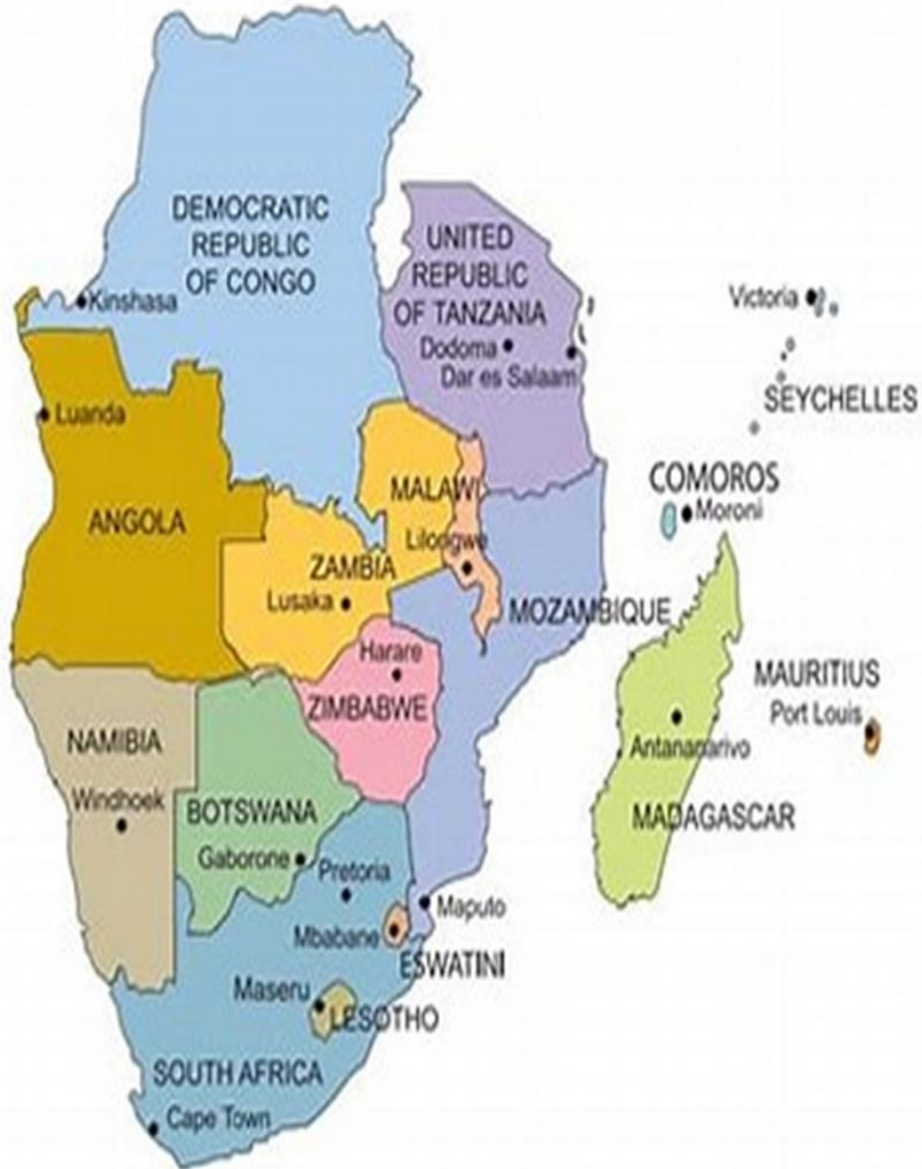 DEMOCRATIC
REPUBLIC
OF CONGO
Kinshasa
UNITED
REPUBLIC
OF TANZANIA
Dodoma
Dar es Salaam
Victoria
SEYCHELLES
Luanda
ANGOLA
MALAWI
Lilongwe
COMOROS
Moroni
ZAMBIA
Lusaka
MOZAMBIQUE
Harare
ZIMBABWE
MAURITIUS
Port Louis
Antananarivo
MADAGASCAR
NAMIBIA
Windhoek
BOTSWANA
Gaborone
Pretoria
Maputo
Mbabane
ESWATINI
Maseru
LESOTHO
SOUTH AFRICA
Cape Town